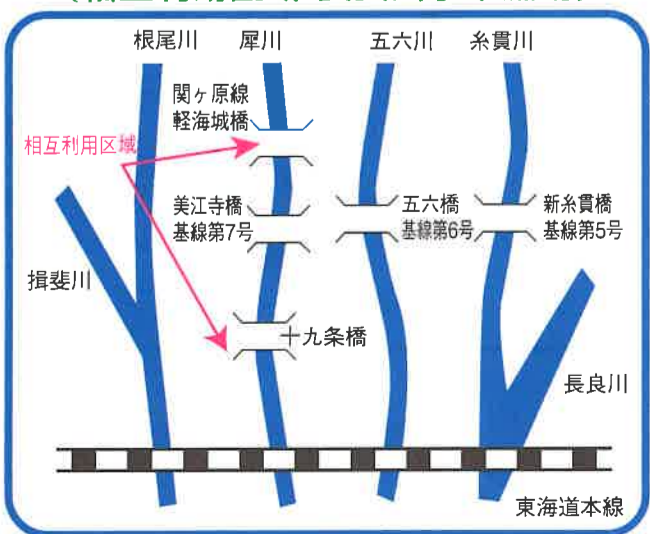 根尾川
犀川
五六川
糸貫川
関ヶ原線
軽海城橋
相互利用区域
美江寺橋
基線第7号
五六橋
基線第6号
新糸貫橋
基線第5号
揖斐川
十九条橋
長良川
東海道本線